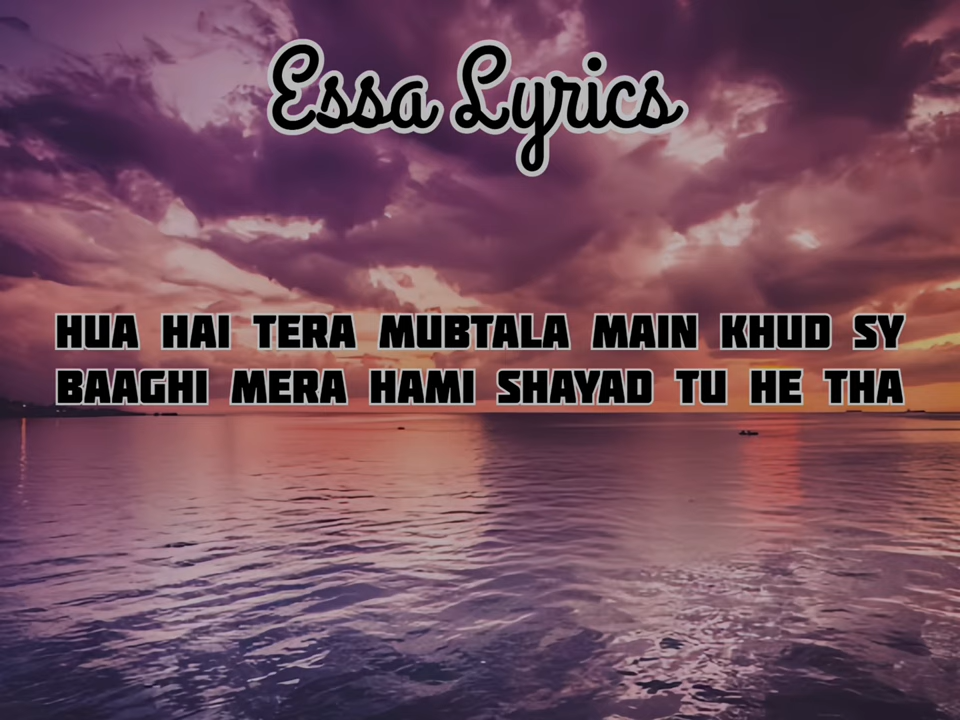 Essa Lyrics
HUA HAI TERA MUBTALA MAIN KHUD SY
BAAGHI MERA HAMI SHAYAD TU HE THA